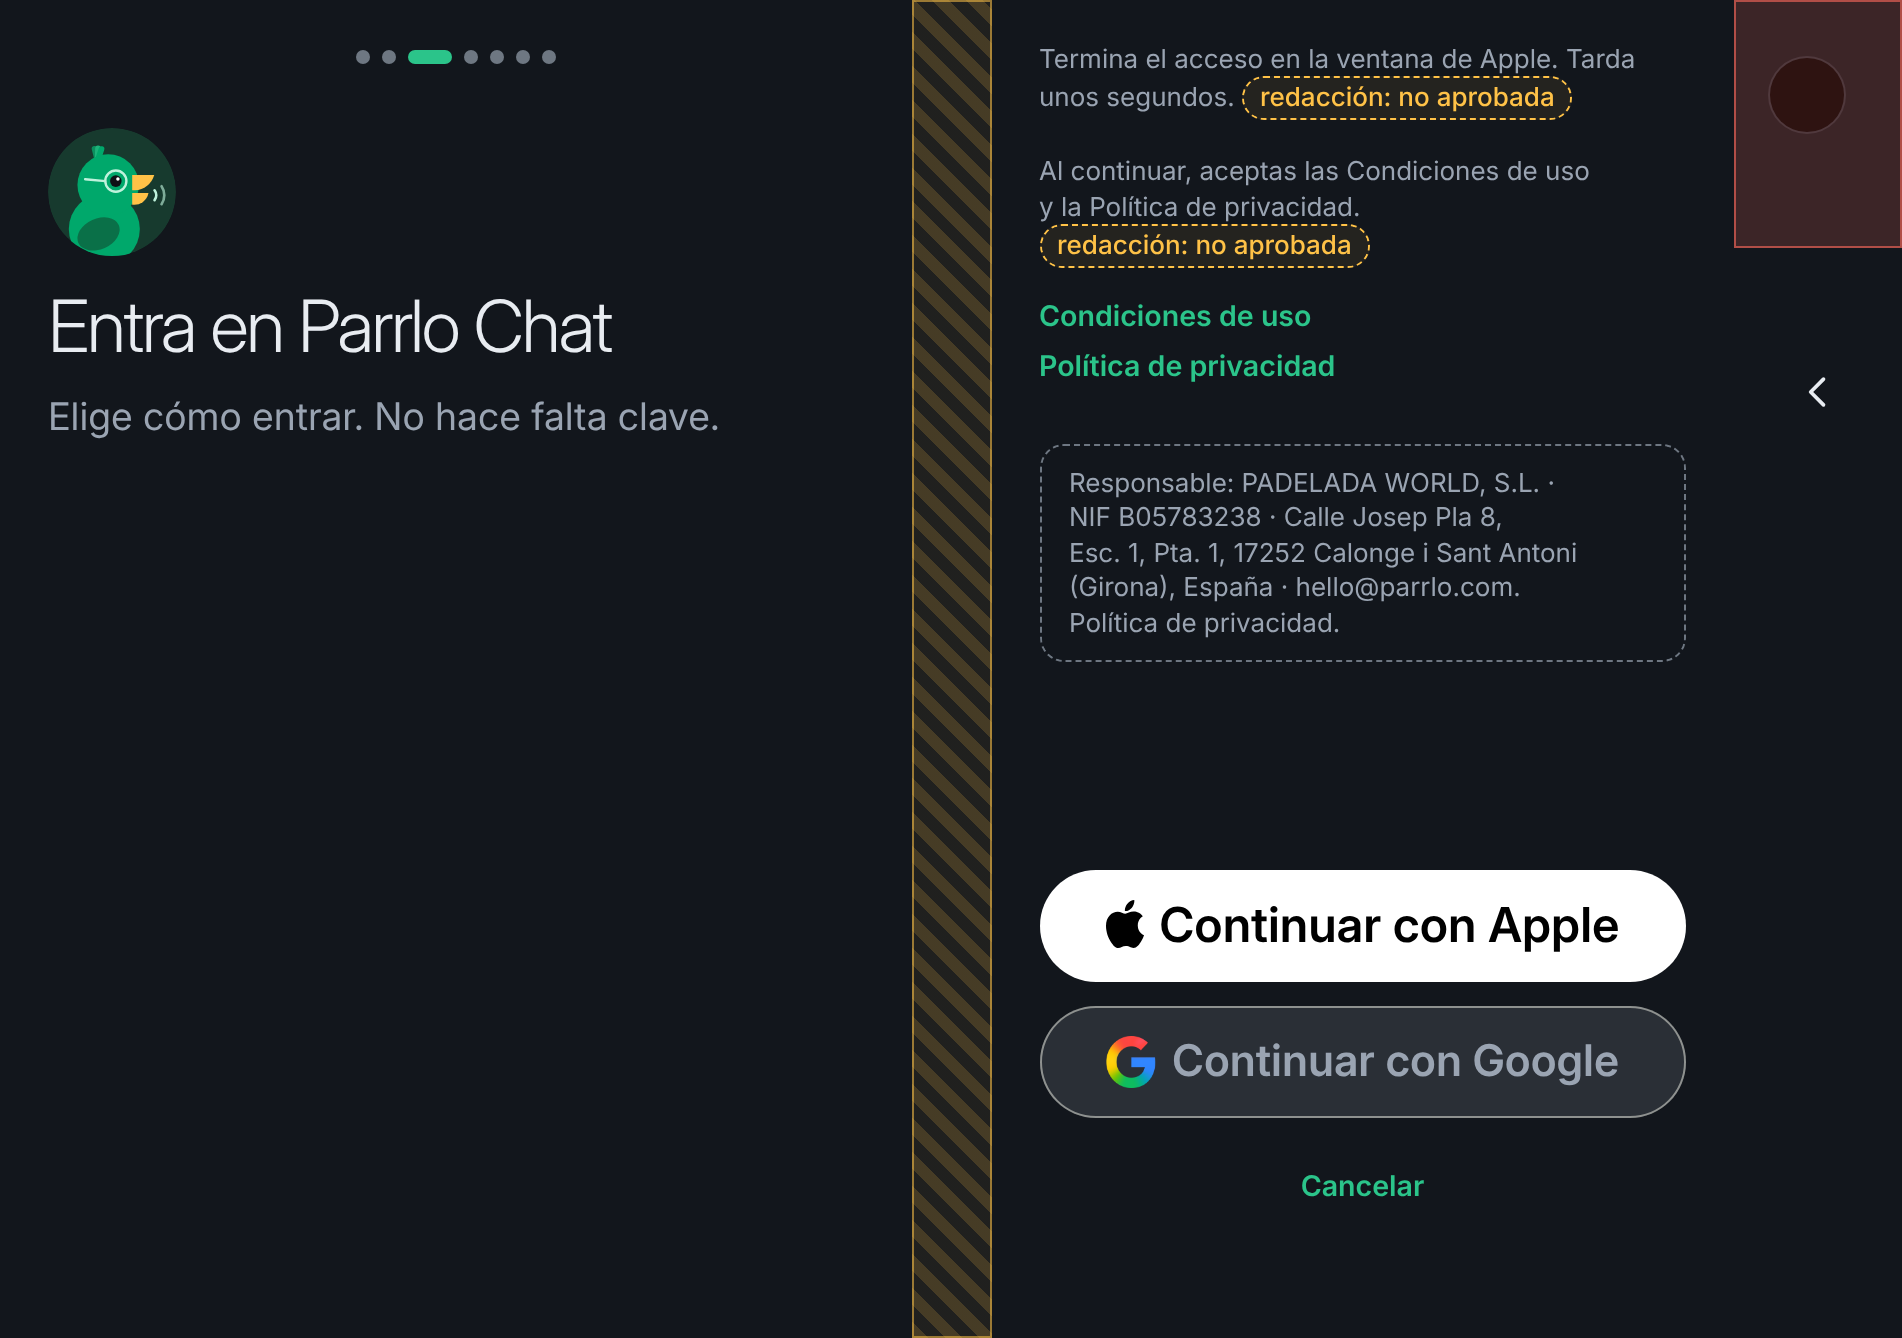 Entra en Parrlo Chat
Elige cómo entrar. No hace falta clave.
Termina el acceso en la ventana de Apple. Tarda
unos segundos. redacción: no aprobada
Al continuar, aceptas las Condiciones de uso
y la Política de privacidad.
redacción: no aprobada
Condiciones de uso
Política de privacidad
Responsable: PADELADA WORLD, S.L. ·
NIF B05783238 · Calle Josep Pla 8,
Esc. 1, Pta. 1, 17252 Calonge i Sant Antoni
(Girona), España · hello@parrlo.com.
Política de privacidad.
Continuar con Apple
Continuar con Google
Cancelar